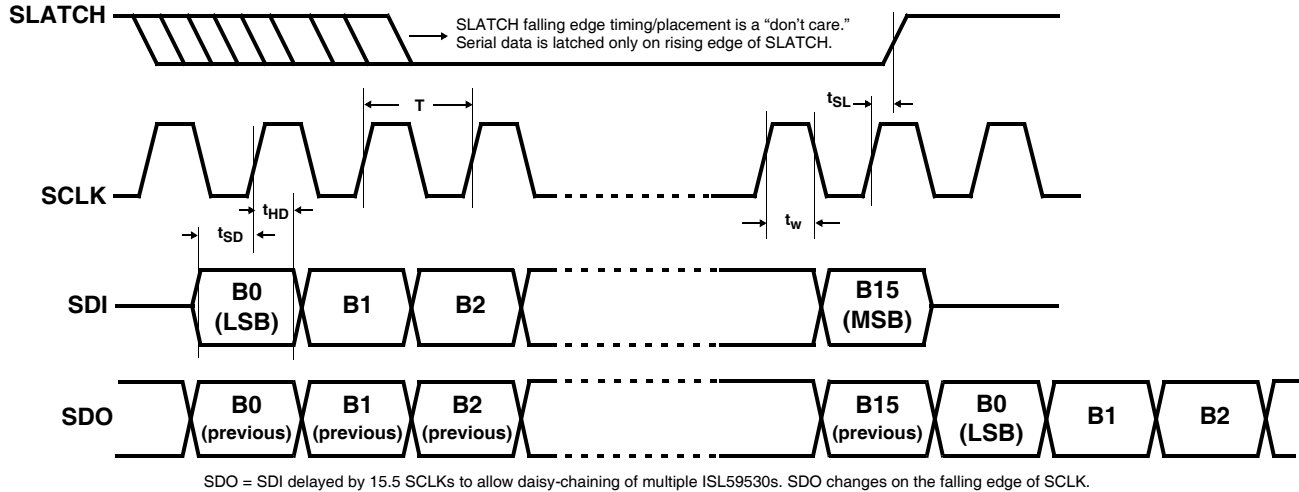 SLATCH
SLATCH falling edge timing/placement is a “don’t care.”
Serial data is latched only on rising edge of SLATCH.
T
tSL
SCLK
tHD
tSD
tw
SDI
B0
(LSB)
B1
B2
B15
(MSB)
SDO
B0
(previous)
B1
(previous)
B2
(previous)
B15
(previous)
B0
(LSB)
B1
B2
SDO = SDI delayed by 15.5 SCLKs to allow daisy-chaining of multiple ISL59530s. SDO changes on the falling edge of SCLK.